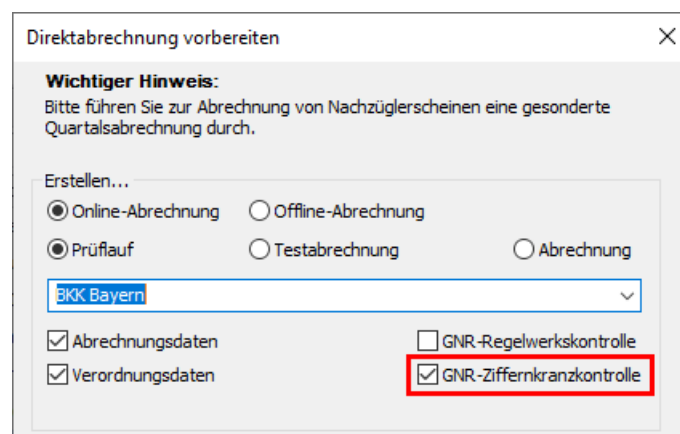 Direktabrechnung vorbereiten
Wichtiger Hinweis:
Bitte führen Sie zur Abrechnung von Nachzüglerscheinen eine gesonderte
Quartalsabrechnung durch.
Erstellen...
Online-Abrechnung Offline-Abrechnung
Prüflauf Testabrechnung Abrechnung
BKK Bayern
Abrechnungsdaten GNR-Regelwerkskontrolle
Verordnungsdaten GNR-Ziffernkranzkontrolle